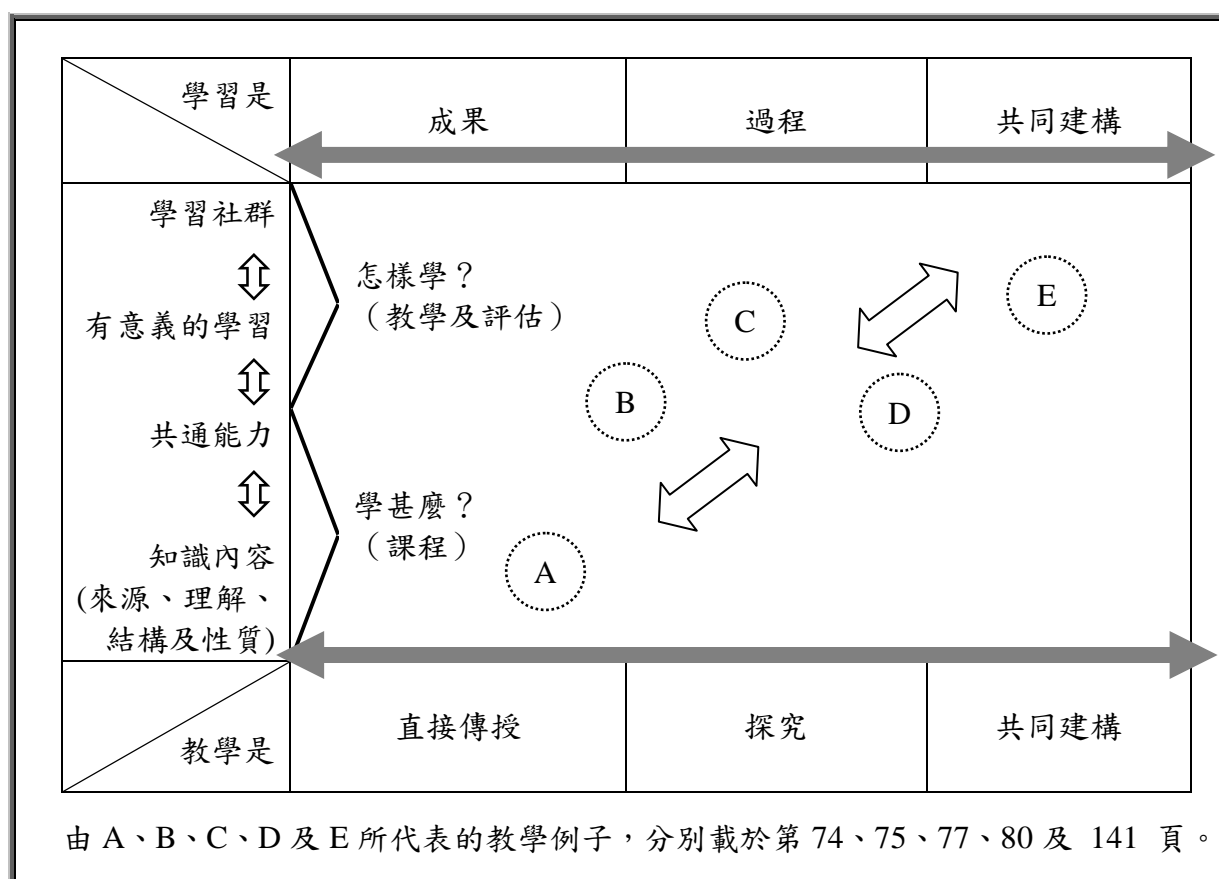 學習是
成果
過程
共同建構
學習社群
有意義的學習
共通能力
知識內容
(來源、理解、
結構及性質)
怎樣學？
（教學及評估）
學甚麼？
（課程）
A
B
C
D
E
教學是
直接傳授
探究
共同建構
由 A、B、C、D 及 E 所代表的教學例子，分別載於第 74、75、77、80 及 141 頁。